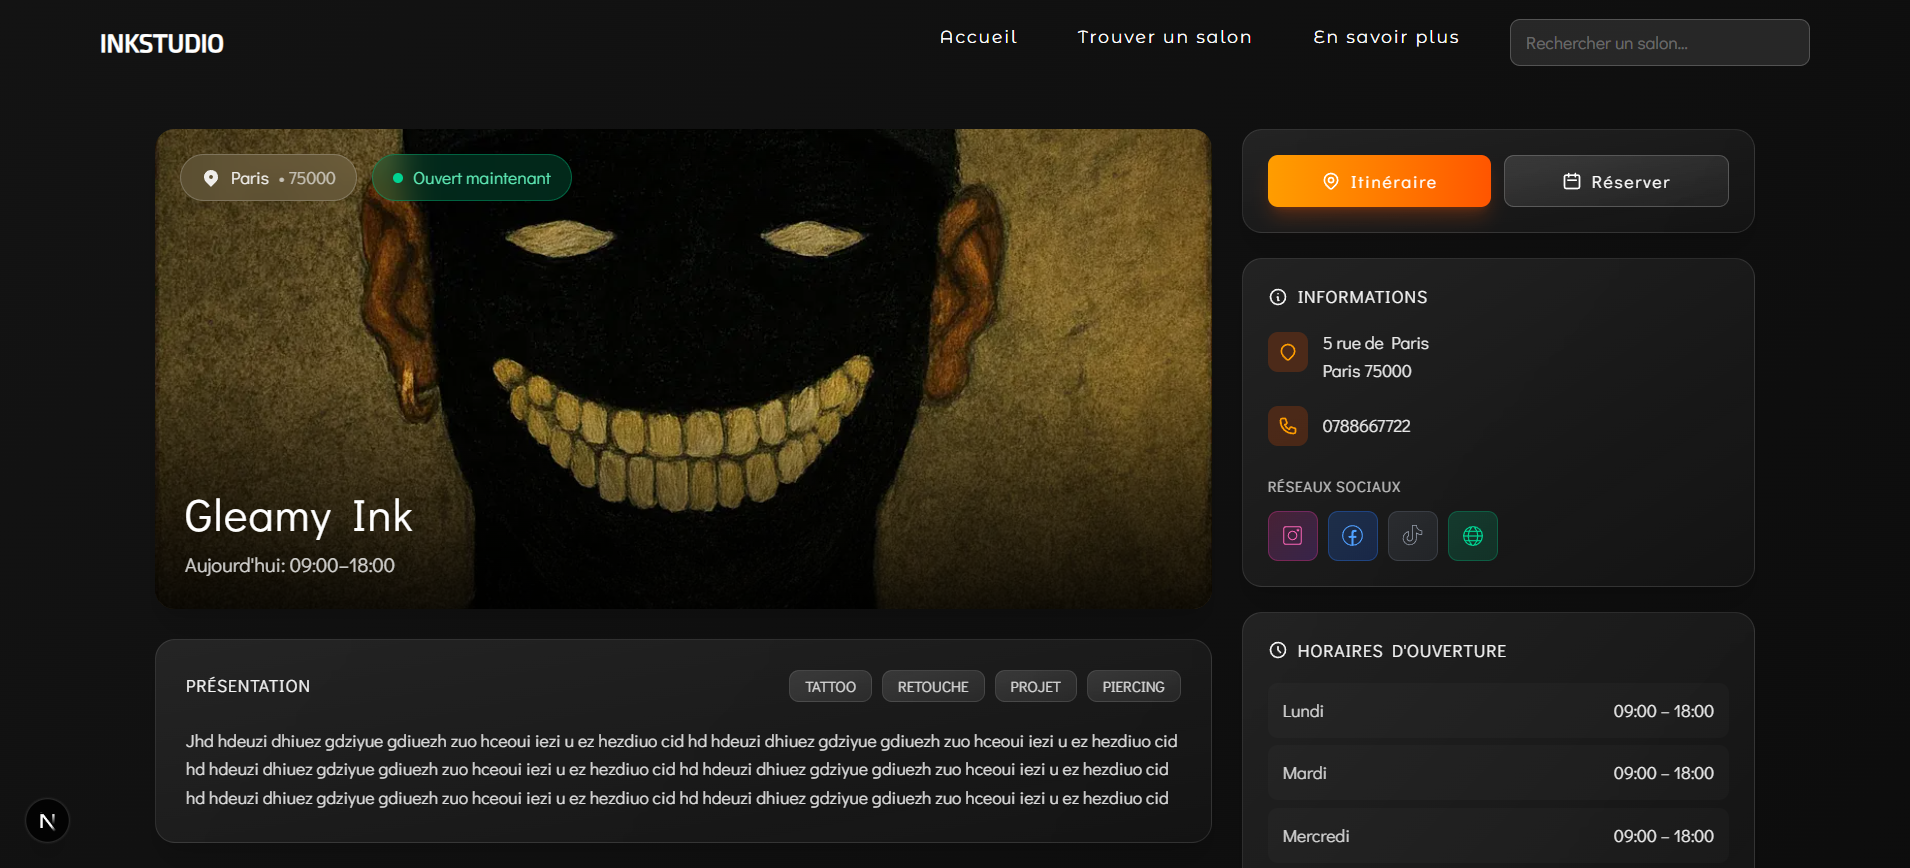 INKSTUDIO
Accueil
Trouver un salon
En savoir plus
Rechercher un salon...
Paris • 75000
Ouvert maintenant
Gleamy Ink
Aujourd'hui: 09:00–18:00
PRÉSENTATION
TATTOO
RETOUCHE
PROJET
PIERCING
Jhd hdeuzi dhiuez gdziyue gdiuezh zuo hceoui iezi u ez hezdiuo cid hd hdeuzi dhiuez gdziyue gdiuezh zuo hceoui iezi u ez hezdiuo cid
hd hdeuzi dhiuez gdziyue gdiuezh zuo hceoui iezi u ez hezdiuo cid hd hdeuzi dhiuez gdziyue gdiuezh zuo hceoui iezi u ez hezdiuo cid
hd hdeuzi dhiuez gdziyue gdiuezh zuo hceoui iezi u ez hezdiuo cid hd hdeuzi dhiuez gdziyue gdiuezh zuo hceoui iezi u ez hezdiuo cid
Itinéraire
Réserver
INFORMATIONS
5 rue de Paris
Paris 75000
0788667722
RÉSEAUX SOCIAUX
HORAIRES D'OUVERTURE
Lundi 09:00 – 18:00
Mardi 09:00 – 18:00
Mercredi 09:00 – 18:00
N